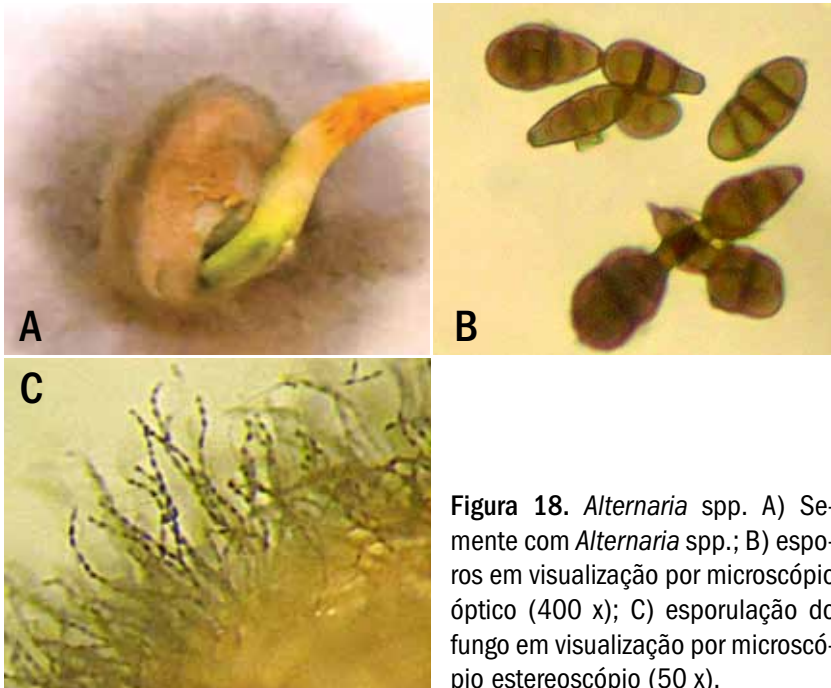 A
B
C
Figura 18. Alternaria spp. A) Se-
mente com Alternaria spp.; B) espo-
ros em visualização por microscópio
óptico (400 x); C) esporulação do
fungo em visualização por microscó-
pio estereoscópio (50 x).